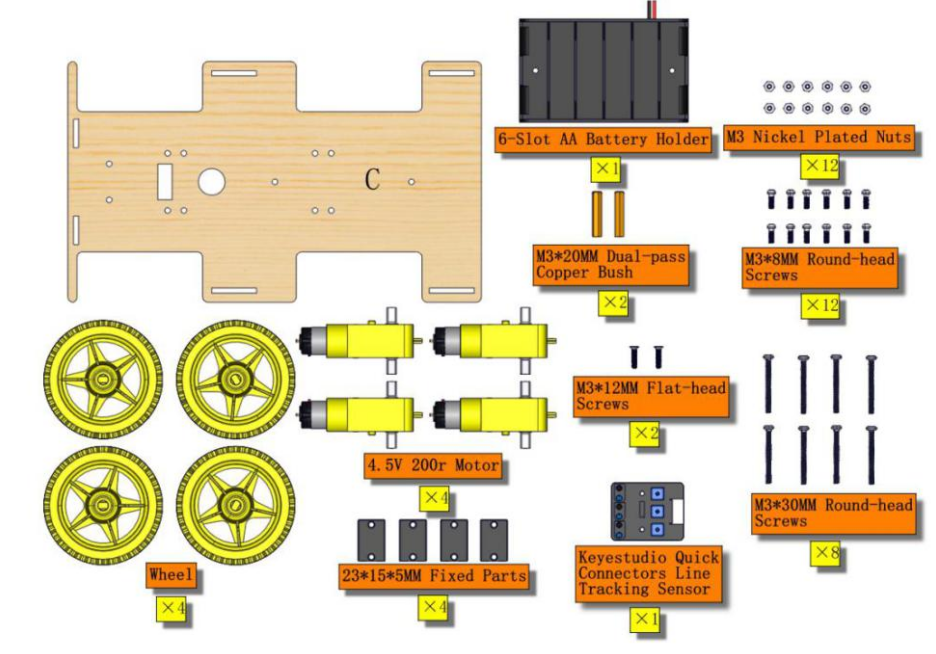 C
6-Slot AA Battery Holder
×1
M3 Nickel Plated Nuts
×12
M3*20MM Dual-pass
Copper Bush
×2
M3*8MM Round-head
Screws
×12
M3*12MM Flat-head
Screws
×2
4.5V 200r Motor
×4
M3*30MM Round-head
Screws
×8
Wheel
×4
23*15*5MM Fixed Parts
×4
Keyestudio Quick
Connectors Line
Tracking Sensor
×1